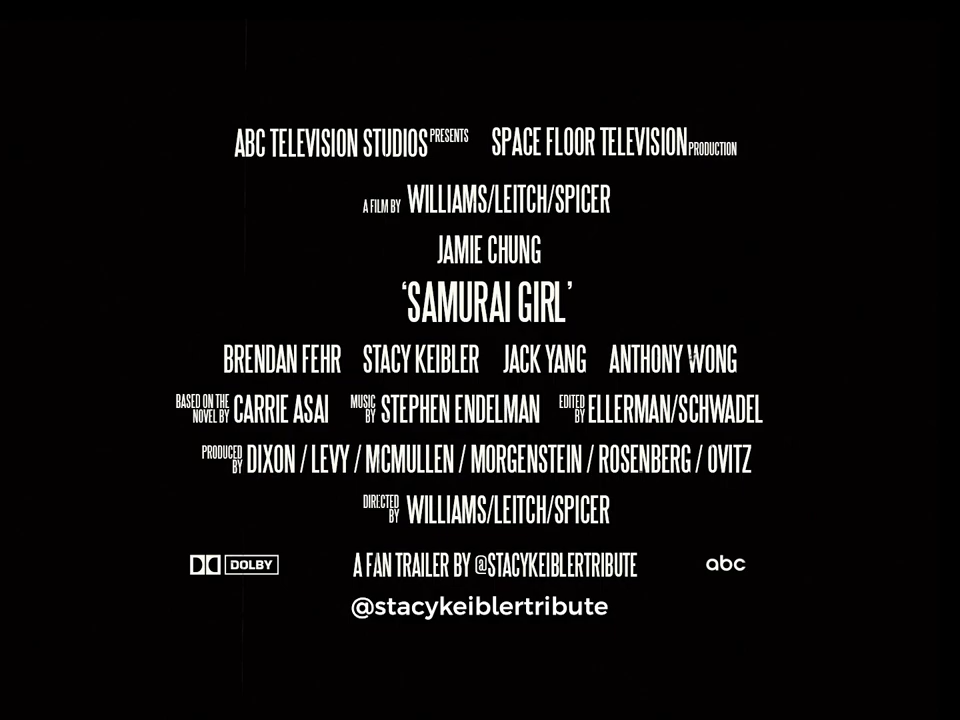 ABC TELEVISION STUDIOS PRESENTS SPACE FLOOR TELEVISION PRODUCTION
A FILM BY WILLIAMS/LEITCH/SPICER
JAMIE CHUNG
‘SAMURAI GIRL’
BRENDAN FEHR STACY KEIBLER JACK YANG ANTHONY WONG
BASED ON THE NOVEL BY CARRIE ASAI MUSIC BY STEPHEN ENDELMAN EDITED BY ELLERMAN/SCHWADEL
PRODUCED BY DIXON / LEVY / MCMULLEN / MORGENSTEIN / ROSENBERG / OVITZ
DIRECTED BY WILLIAMS/LEITCH/SPICER
DOLBY A FAN TRAILER BY @STACYKEIBLERTRIBUTE abc
@stacykeiblertribute